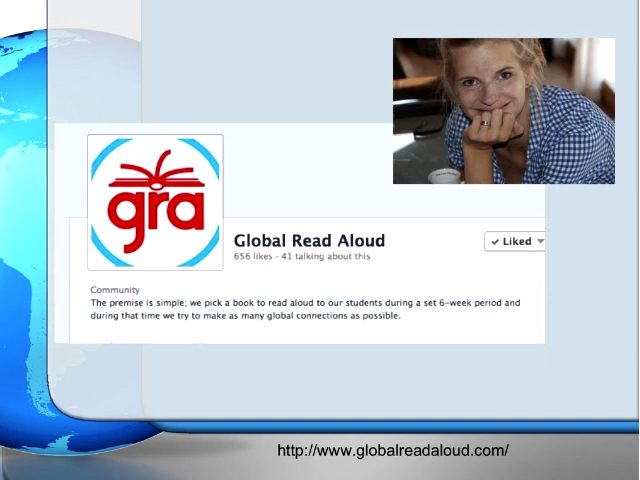 gra
Global Read Aloud
656 likes · 41 talking about this
Liked
Community
The premise is simple; we pick a book to read aloud to our students during a set 6-week period and
during that time we try to make as many global connections as possible.
http://www.globalreadaloud.com/